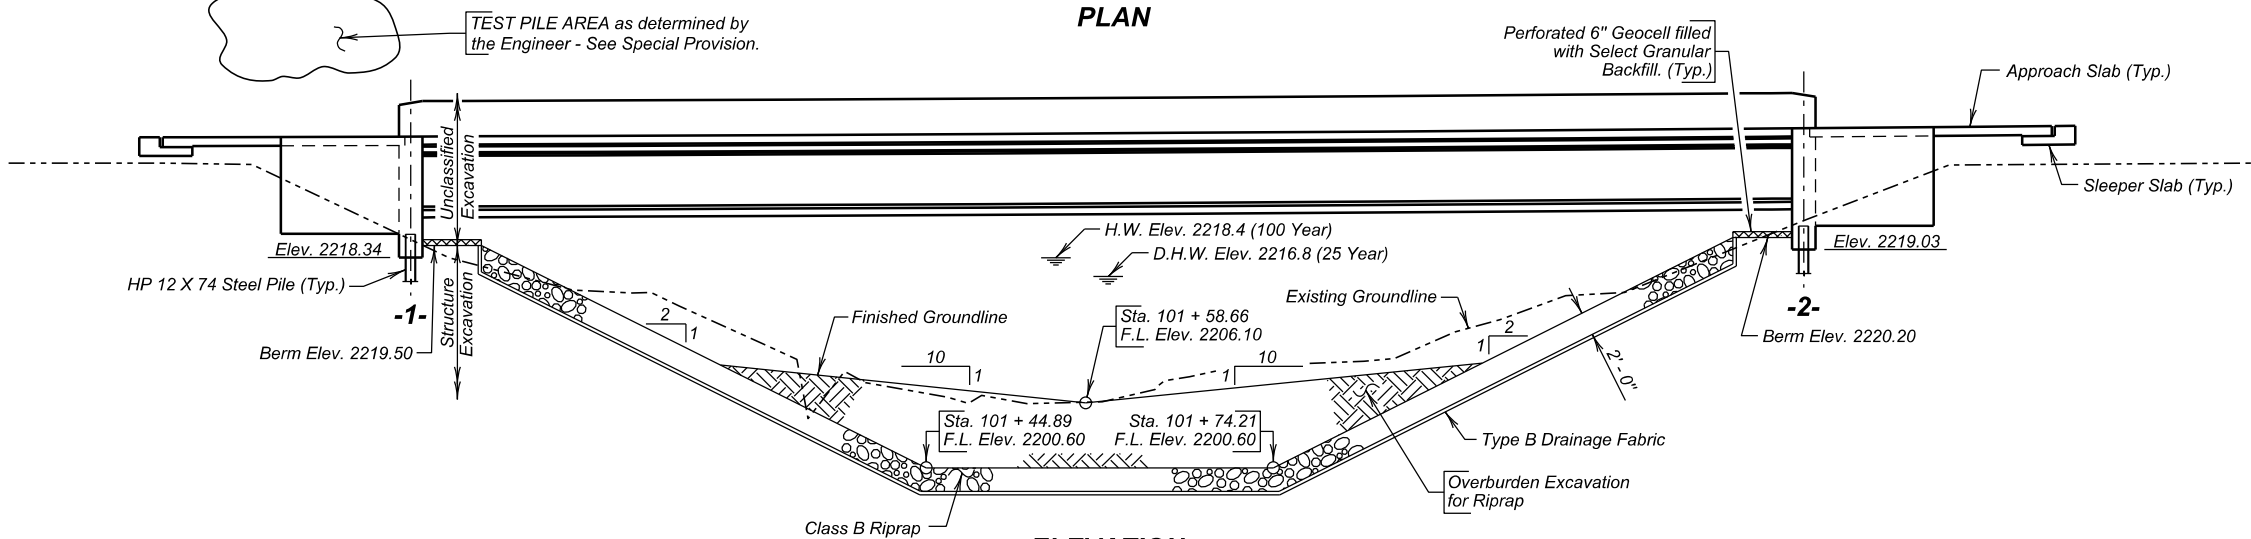 PLAN
TEST PILE AREA as determined by
the Engineer - See Special Provision.
Perforated 6" Geocell filled
with Select Granular
Backfill. (Typ.)
Approach Slab (Typ.)
Unclassified
Excavation
Sleeper Slab (Typ.)
H.W. Elev. 2218.4 (100 Year)
D.H.W. Elev. 2216.8 (25 Year)
Elev. 2218.34
Elev. 2219.03
HP 12 X 74 Steel Pile (Typ.)
-1-
-2-
Structure
Excavation
Existing Groundline
Finished Groundline
Sta. 101 + 58.66
F.L. Elev. 2206.10
2
1
2
1
Berm Elev. 2219.50
Berm Elev. 2220.20
10
1
10
1
2'- 0"
Sta. 101 + 44.89
F.L. Elev. 2200.60
Sta. 101 + 74.21
F.L. Elev. 2200.60
Type B Drainage Fabric
Overburden Excavation
for Riprap
Class B Riprap
ELEVATION